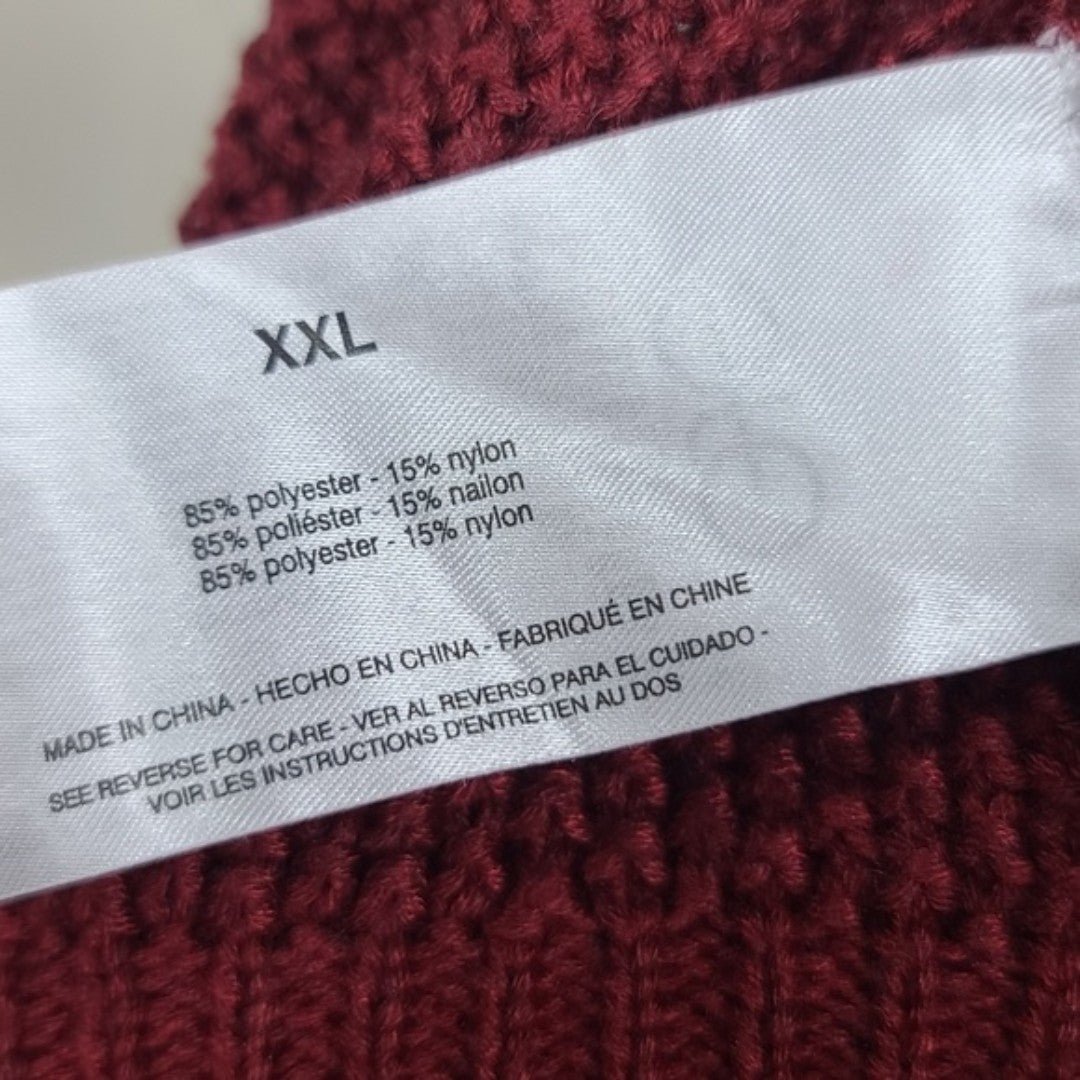 XXL
85% polyester - 15% nylon
85% poliéster - 15% nailon
85% polyester - 15% nylon
MADE IN CHINA - HECHO EN CHINA - FABRIQUÉ EN CHINE
SEE REVERSE FOR CARE - VER AL REVERSO PARA EL CUIDADO -
VOIR LES INSTRUCTIONS D'ENTRETIEN AU DOS